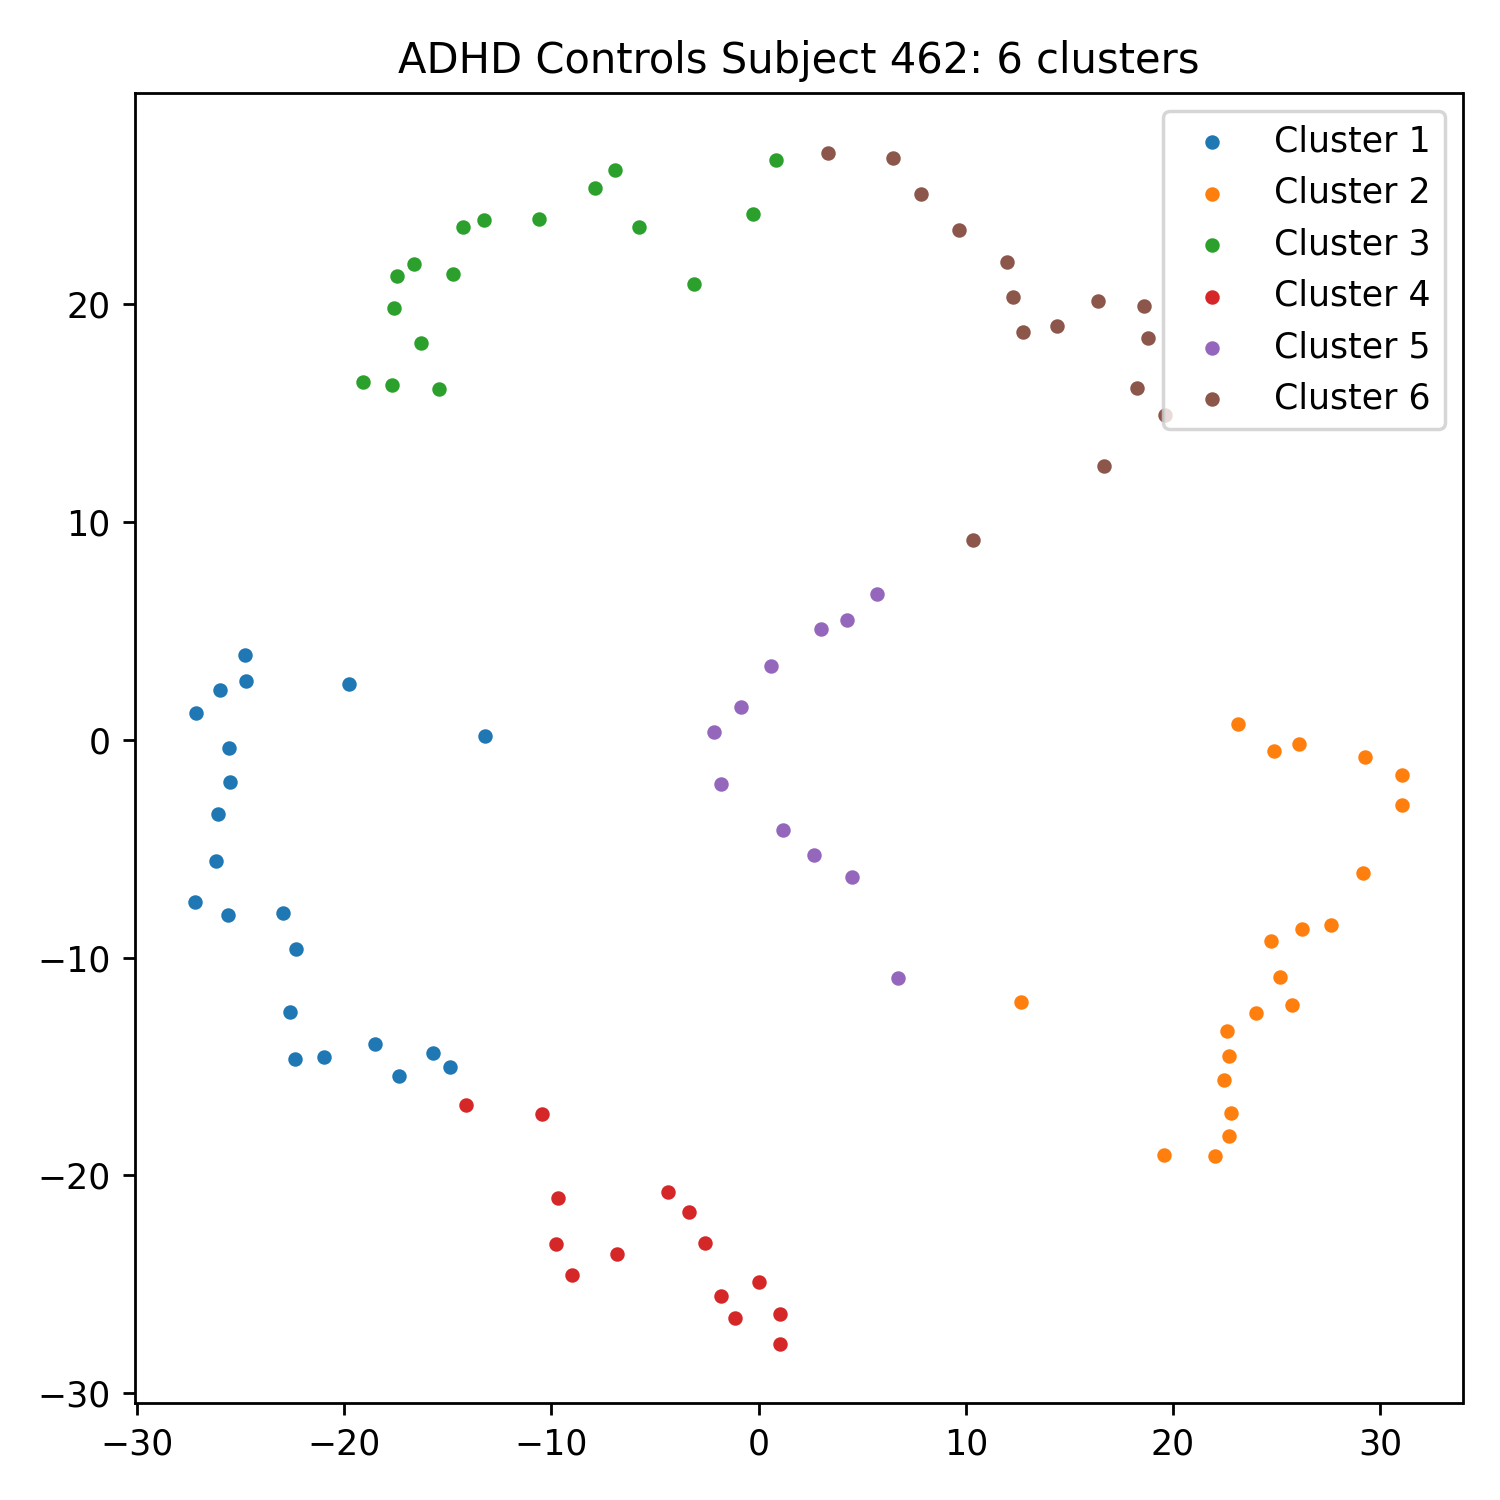 ADHD Controls Subject 462: 6 clusters
Cluster 1
Cluster 2
Cluster 3
Cluster 4
Cluster 5
Cluster 6
20
10
0
−10
−20
−30
−30 −20 −10 0 10 20 30